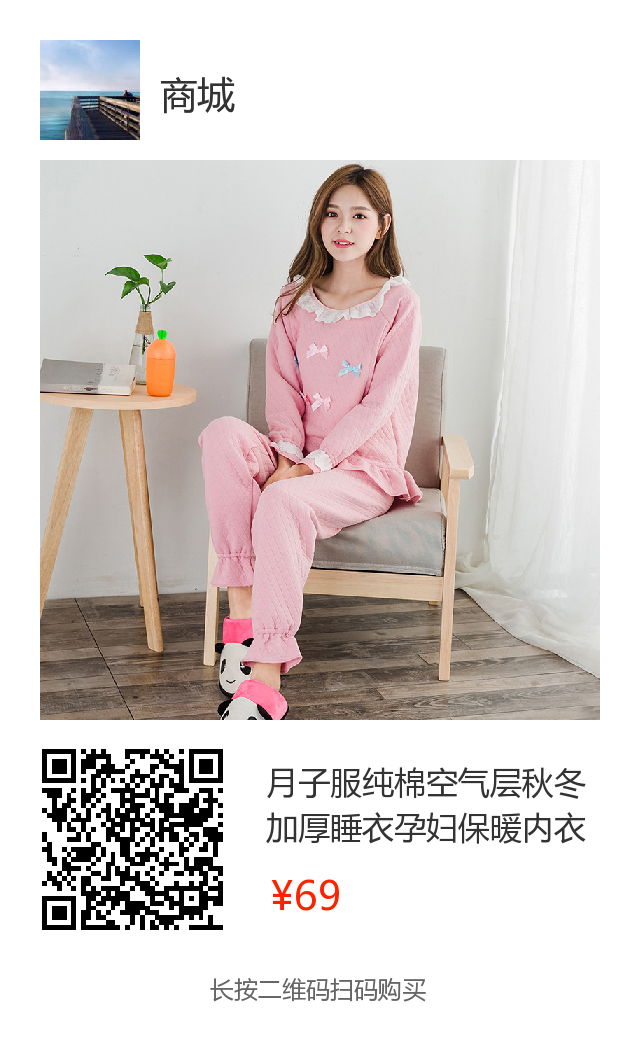 商城
月子服纯棉空气层秋冬
加厚睡衣孕妇保暖内衣
¥69
长按二维码扫码购买